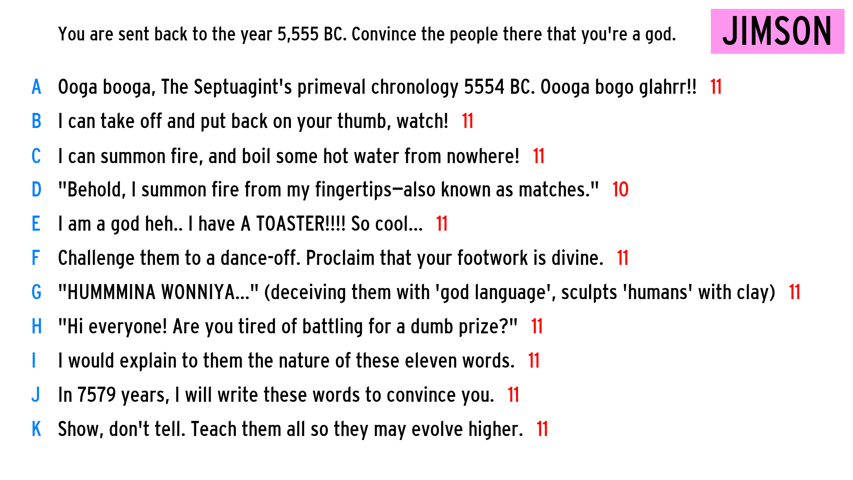 You are sent back to the year 5,555 BC. Convince the people there that you're a god.
JIMSON
A Ooga booga, The Septuagint's primeval chronology 5554 BC. Oooga bogo glahrr!! 11
B I can take off and put back on your thumb, watch! 11
C I can summon fire, and boil some hot water from nowhere! 11
D "Behold, I summon fire from my fingertips—also known as matches." 10
E I am a god heh.. I have A TOASTER!!!! So cool... 11
F Challenge them to a dance-off. Proclaim that your footwork is divine. 11
G "HUMMMINA WONNIYA..." (deceiving them with 'god language', sculpts 'humans' with clay) 11
H "Hi everyone! Are you tired of battling for a dumb prize?" 11
I I would explain to them the nature of these eleven words. 11
J In 7579 years, I will write these words to convince you. 11
K Show, don't tell. Teach them all so they may evolve higher. 11